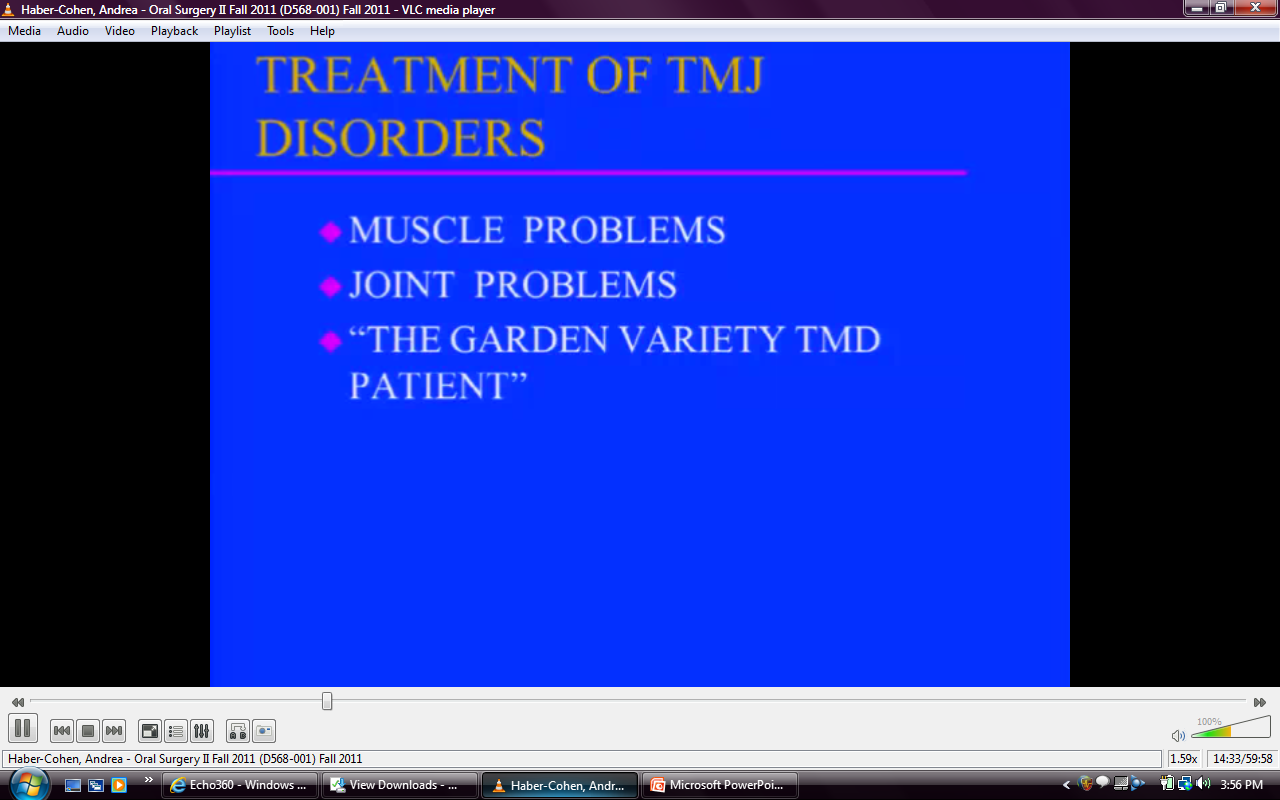 Haber-Cohen, Andrea - Oral Surgery II Fall 2011 (D568-001) Fall 2011 - VLC media player
Media Audio Video Playback Playlist Tools Help
TREATMENT OF TMJ
DISORDERS
MUSCLE PROBLEMS
JOINT PROBLEMS
“THE GARDEN VARIETY TMD
PATIENT”
100%
Haber-Cohen, Andrea - Oral Surgery II Fall 2011 (D568-001) Fall 2011
1.59x
14:33/59:58
Echo360 - Windows ...
View Downloads - ...
Haber-Cohen, Andr...
Microsoft PowerPoi...
3:56 PM